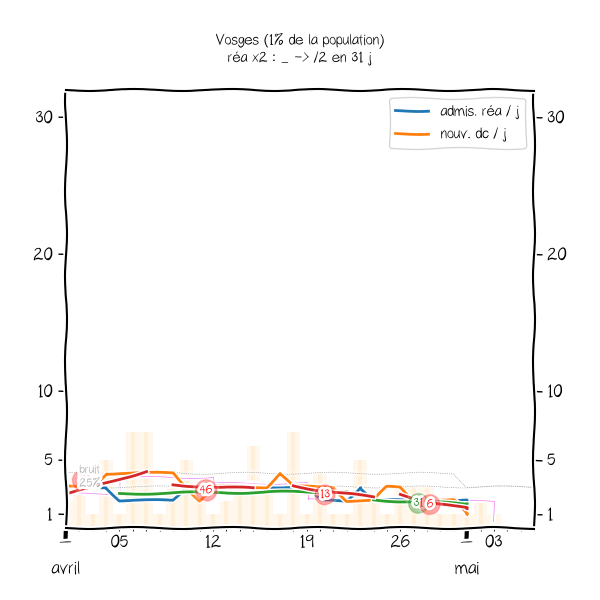 Vosges (1% de la population)
réa x2 : _ -> /2 en 31 j
admis. réa / j
nouv. dc / j
30
30
20
20
10
10
5
5
1
1
bruit
25%
46
13
6
05
12
19
26
03
avril
mai